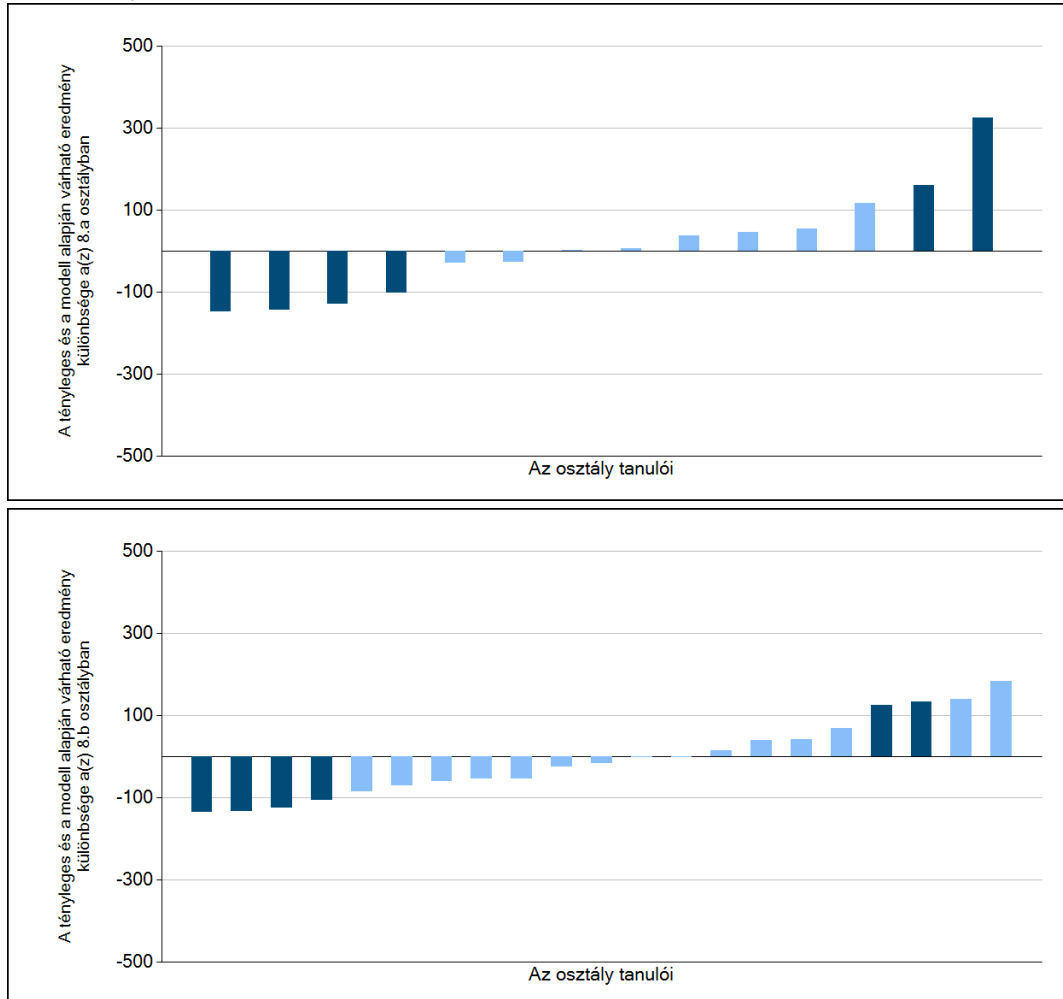 A tényleges és a modell alapján várható eredmény
különbsége a(z) 8.a osztályban
500
300
100
-100
-300
-500
Az osztály tanulói
A tényleges és a modell alapján várható eredmény
különbsége a(z) 8.b osztályban
500
300
100
-100
-300
-500
Az osztály tanulói